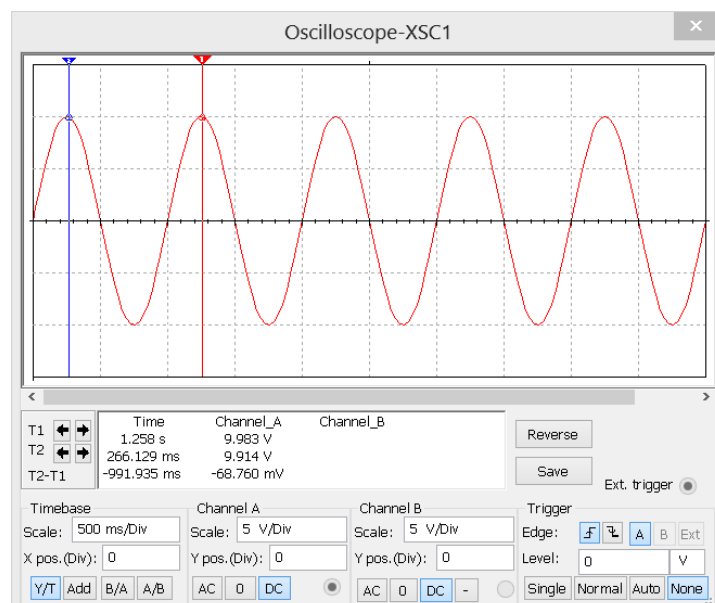 Oscilloscope-XSC1
×
2 1
T1
T2
T2-T1
Time Channel_A Channel_B
1.258 s 9.983 V
266.129 ms 9.914 V
-991.935 ms -68.760 mV
Reverse
Save
Ext. trigger
Timebase
Scale: 500 ms/Div
X pos.(Div): 0
Y/T Add B/A A/B
Channel A
Scale: 5 V/Div
Y pos.(Div): 0
AC 0 DC
Channel B
Scale: 5 V/Div
Y pos.(Div): 0
AC 0 DC -
Trigger
Edge: A B Ext
Level: 0 V
Single Normal Auto None